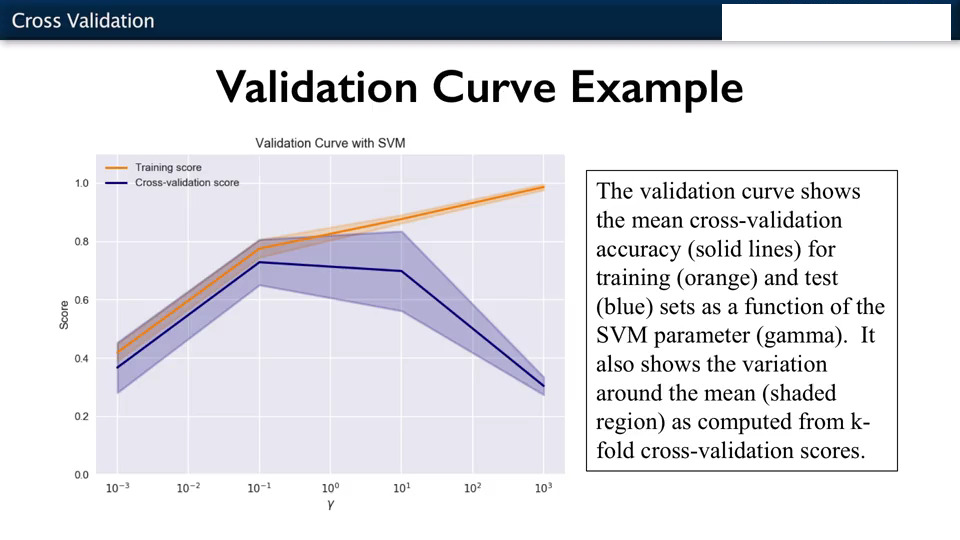 Cross Validation
Validation Curve Example
Validation Curve with SVM
Training score
Cross-validation score
1.0
0.8
0.6
0.4
0.2
0.0
Score
10⁻³ 10⁻² 10⁻¹ 10⁰ 10¹ 10² 10³
γ
The validation curve shows
the mean cross-validation
accuracy (solid lines) for
training (orange) and test
(blue) sets as a function of the
SVM parameter (gamma).  It
also shows the variation
around the mean (shaded
region) as computed from k-
fold cross-validation scores.